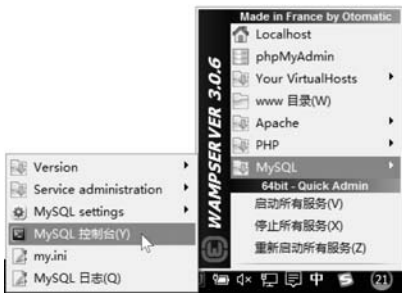 Made in France by Otomatic
Localhost
phpMyAdmin
Your VirtualHosts
www 目录(W)
Apache
PHP
MySQL
64bit - Quick Admin
启动所有服务(V)
停止所有服务(X)
重新启动所有服务(Z)
WAMPSERVER 3.0.6
Version
Service administration
MySQL settings
MySQL 控制台(Y)
my.ini
MySQL 日志(Q)
中
21